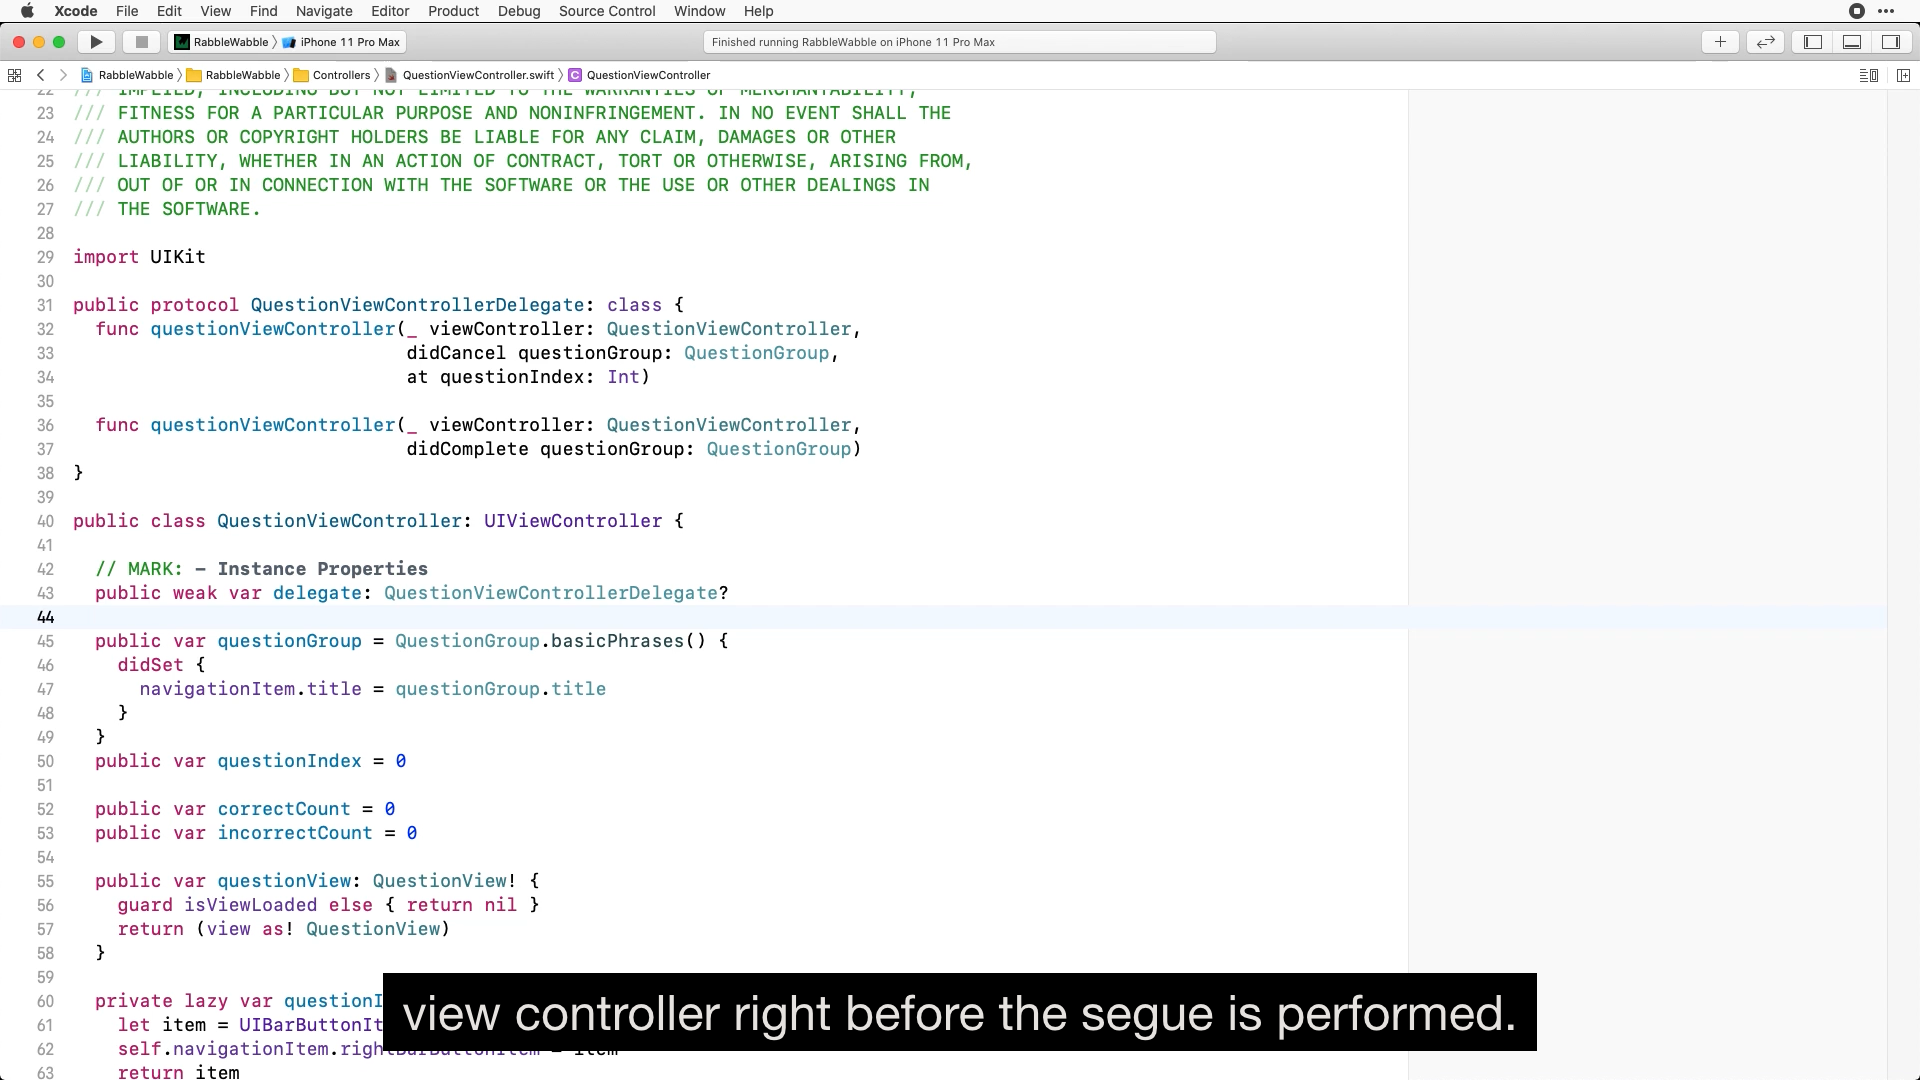 Xcode File Edit View Find Navigate Editor Product Debug Source Control Window Help
RabbleWabble iPhone 11 Pro Max Finished running RabbleWabble on iPhone 11 Pro Max
RabbleWabble RabbleWabble Controllers QuestionViewController.swift C QuestionViewController
22 /// IMPLIED, INCLUDING BUT NOT LIMITED TO THE WARRANTIES OF MERCHANTABILITY,
23 /// FITNESS FOR A PARTICULAR PURPOSE AND NONINFRINGEMENT. IN NO EVENT SHALL THE
24 /// AUTHORS OR COPYRIGHT HOLDERS BE LIABLE FOR ANY CLAIM, DAMAGES OR OTHER
25 /// LIABILITY, WHETHER IN AN ACTION OF CONTRACT, TORT OR OTHERWISE, ARISING FROM,
26 /// OUT OF OR IN CONNECTION WITH THE SOFTWARE OR THE USE OR OTHER DEALINGS IN
27 /// THE SOFTWARE.
28
29 import UIKit
30
31 public protocol QuestionViewControllerDelegate: class {
32 func questionViewController(_ viewController: QuestionViewController,
33 didCancel questionGroup: QuestionGroup,
34 at questionIndex: Int)
35
36 func questionViewController(_ viewController: QuestionViewController,
37 didComplete questionGroup: QuestionGroup)
38 }
39
40 public class QuestionViewController: UIViewController {
41
42 // MARK: - Instance Properties
43 public weak var delegate: QuestionViewControllerDelegate?
44
45 public var questionGroup = QuestionGroup.basicPhrases() {
46 didSet {
47 navigationItem.title = questionGroup.title
48 }
49 }
50 public var questionIndex = 0
51
52 public var correctCount = 0
53 public var incorrectCount = 0
54
55 public var questionView: QuestionView! {
56 guard isViewLoaded else { return nil }
57 return (view as! QuestionView)
58 }
59
60 private lazy var questionI
61 let item = UIBarButtonIt
62 self.navigationItem.rightBarButtonItem = item
63 return item
view controller right before the segue is performed.